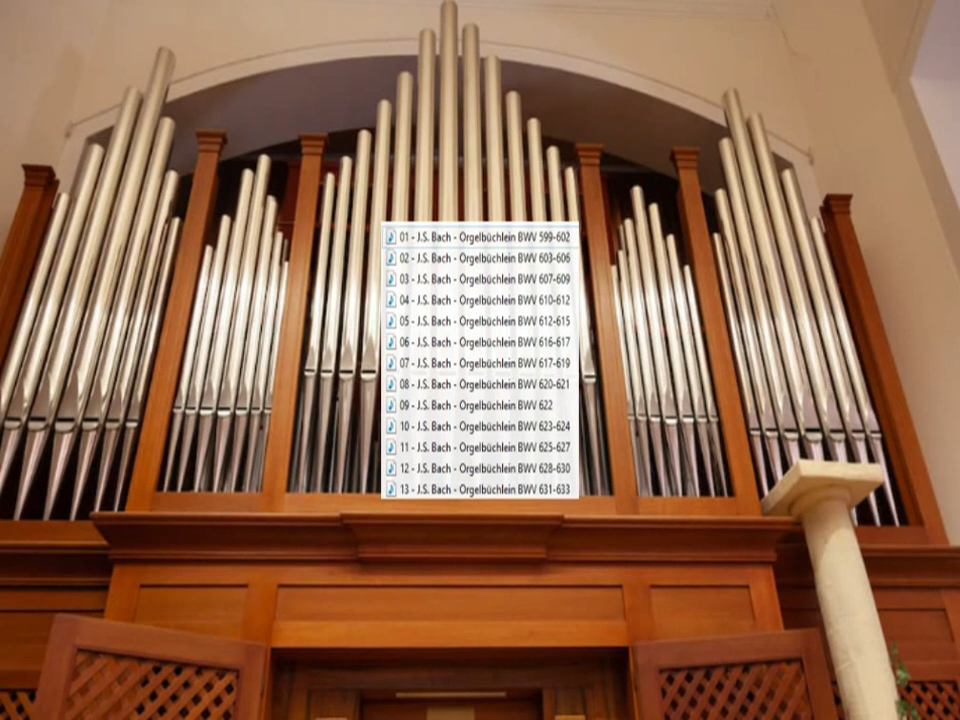 01 - J.S. Bach - Orgelbüchlein BWV 599-602
02 - J.S. Bach - Orgelbüchlein BWV 603-606
03 - J.S. Bach - Orgelbüchlein BWV 607-609
04 - J.S. Bach - Orgelbüchlein BWV 610-612
05 - J.S. Bach - Orgelbüchlein BWV 612-615
06 - J.S. Bach - Orgelbüchlein BWV 616-617
07 - J.S. Bach - Orgelbüchlein BWV 617-619
08 - J.S. Bach - Orgelbüchlein BWV 620-621
09 - J.S. Bach - Orgelbüchlein BWV 622
10 - J.S. Bach - Orgelbüchlein BWV 623-624
11 - J.S. Bach - Orgelbüchlein BWV 625-627
12 - J.S. Bach - Orgelbüchlein BWV 628-630
13 - J.S. Bach - Orgelbüchlein BWV 631-633